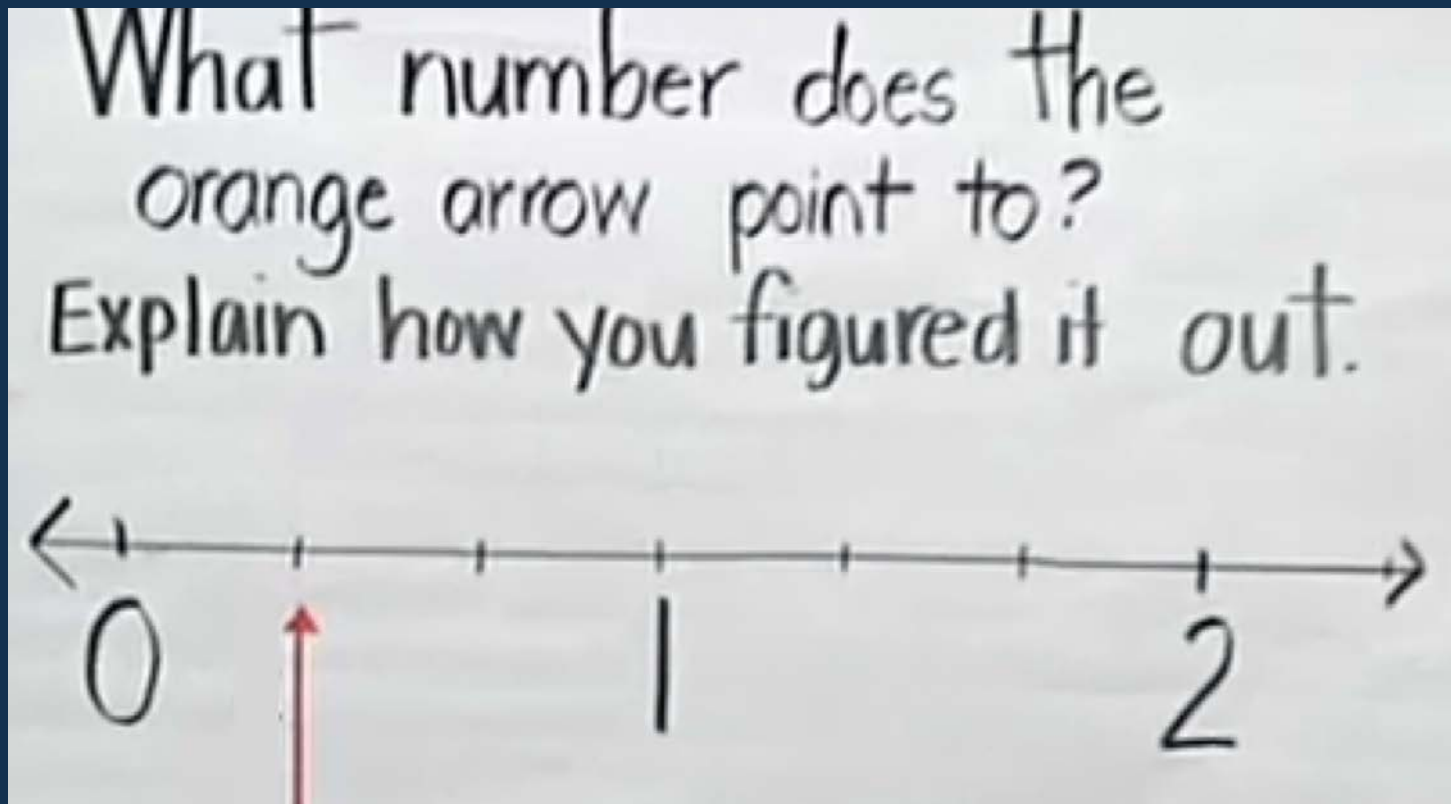 What number does the
orange arrow point to?
Explain how you figured it out.
0 1 2